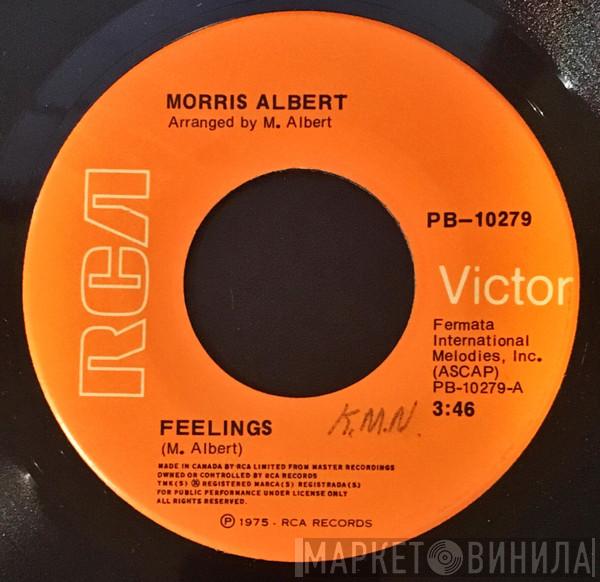 MORRIS ALBERT
Arranged by M. Albert
RCA
PB-10279
Victor
Fermata
International
Melodies, Inc.
(ASCAP)
PB-10279-A
3:46
FEELINGS
(M. Albert)
K.M.N.
MADE IN CANADA BY RCA LIMITED FROM MASTER RECORDINGS
OWNED OR CONTROLLED BY RCA RECORDS
TMK(S) ® REGISTERED MARCA(S) REGISTRADA(S)
FOR PUBLIC PERFORMANCE UNDER LICENSE ONLY
ALL RIGHTS RESERVED.
℗ 1975 - RCA RECORDS
МАРКЕТ ВИНИЛА